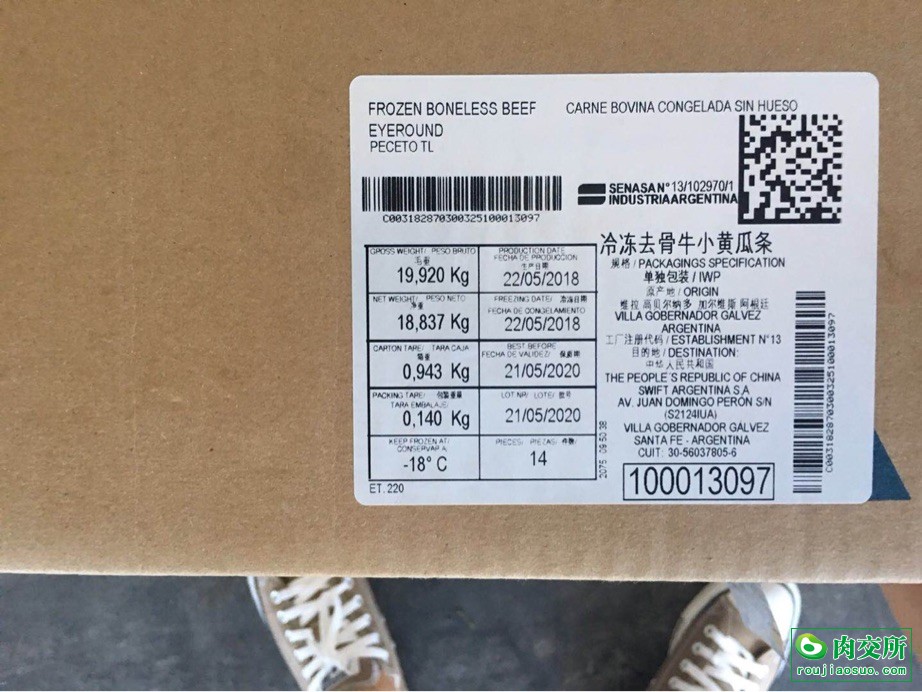 FROZEN BONELESS BEEF
CARNE BOVINA CONGELADA SIN HUESO
EYEROUND
PECETO TL
C003182870300325100013097
SENASA N° 13/102970/1
INDUSTRIA ARGENTINA
冷冻去骨牛小黄瓜条
规格 / PACKAGINGS SPECIFICATION
单独包装 / IWP
原产地 / ORIGIN
维拉 高贝尔纳多 加尔维斯 阿根廷
VILLA GOBERNADOR GALVEZ
ARGENTINA
工厂注册代码 / ESTABLISHMENT N°13
目的地 / DESTINATION:
中华人民共和国
THE PEOPLE´S REPUBLIC OF CHINA
SWIFT ARGENTINA S.A
AV. JUAN DOMINGO PERÓN S/N
(S2124IUA)
VILLA GOBERNADOR GÁLVEZ
SANTA FE - ARGENTINA
CUIT: 30-56037805-6
100013097
GROSS WEIGHT/ PESO BRUTO
毛重
19,920 Kg
PRODUCTION DATE
FECHA DE PRODUCCION
生产日期
22/05/2018
NET WEIGHT/ PESO NETO
净重
18,837 Kg
FREEZING DATE/ 冷冻日期
FECHA DE CONGELAMIENTO
22/05/2018
CARTON TARE/ TARA CAJA
箱重
0,943 Kg
BEST BEFORE
FECHA DE VALIDEZ/ 保质期
21/05/2020
PACKING TARE/ 包装重量
TARA EMBALAJE
0,140 Kg
LOT Nº/ LOTE/ 批号
21/05/2020
KEEP FROZEN AT/
CONSERVAR A
-18° C
PIECES/ PIEZAS/ 件数/
14
ET. 220
2075 09:50:38
C003182870300325100013097
肉交所
roujiaosuo.com